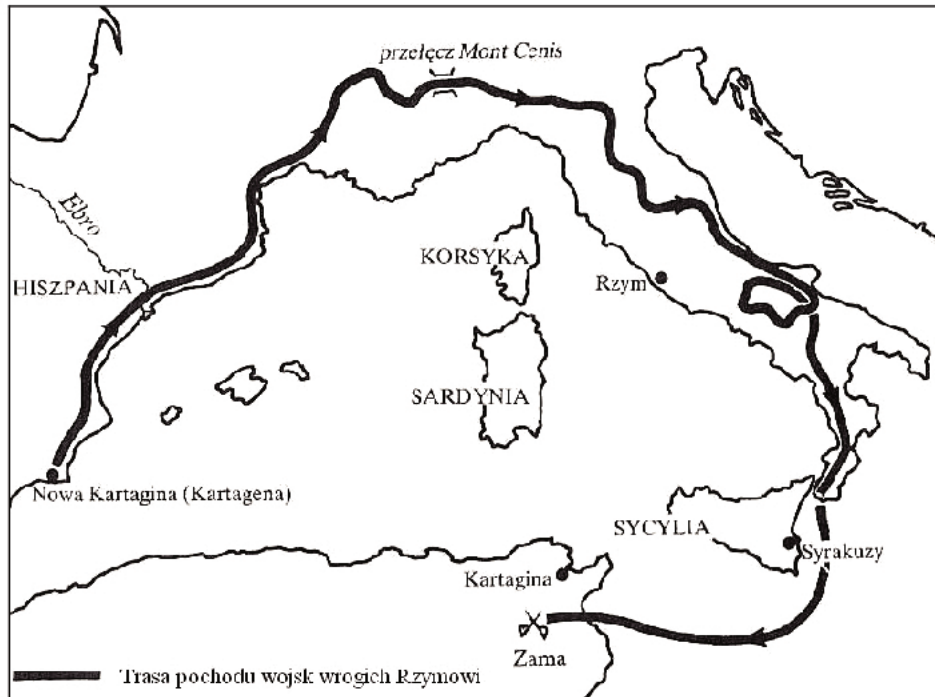 przełęcz Mont Cenis
Ebro
HISZPANIA
KORSYKA
Rzym
SARDYNIA
Nowa Kartagina (Kartagena)
SYCYLIA
Syrakuzy
Kartagina
Zama
Trasa pochodu wojsk wrogich Rzymowi